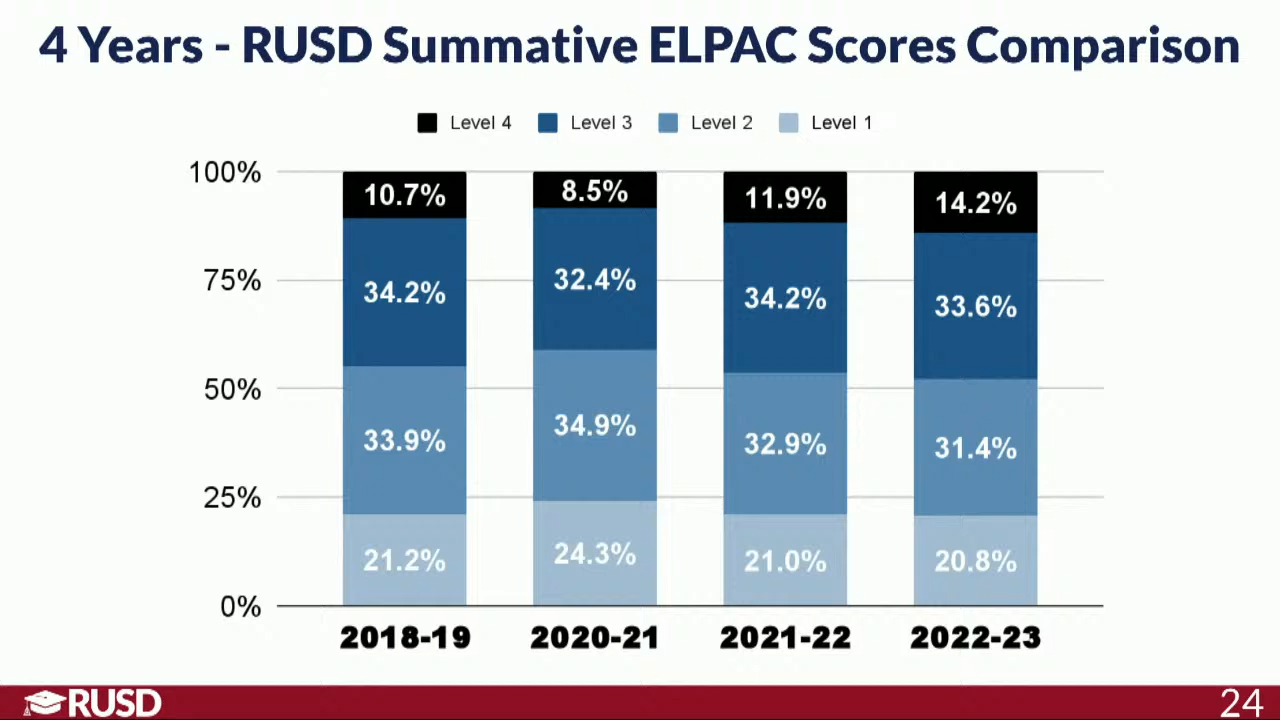 4 Years - RUSD Summative ELPAC Scores Comparison
Level 4 Level 3 Level 2 Level 1
100%
10.7% 8.5% 11.9% 14.2%
75%
34.2% 32.4% 34.2% 33.6%
50%
33.9% 34.9% 32.9% 31.4%
25%
21.2% 24.3% 21.0% 20.8%
0%
2018-19 2020-21 2021-22 2022-23
RUSD 24